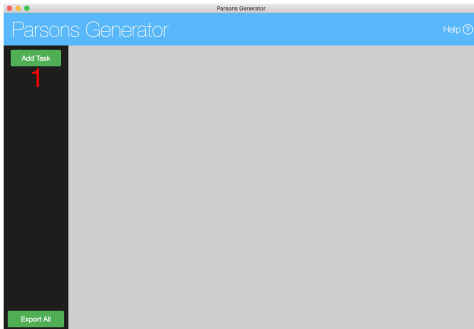 Parsons Generator
Parsons Generator
Help ?
Add Task
1
Export All